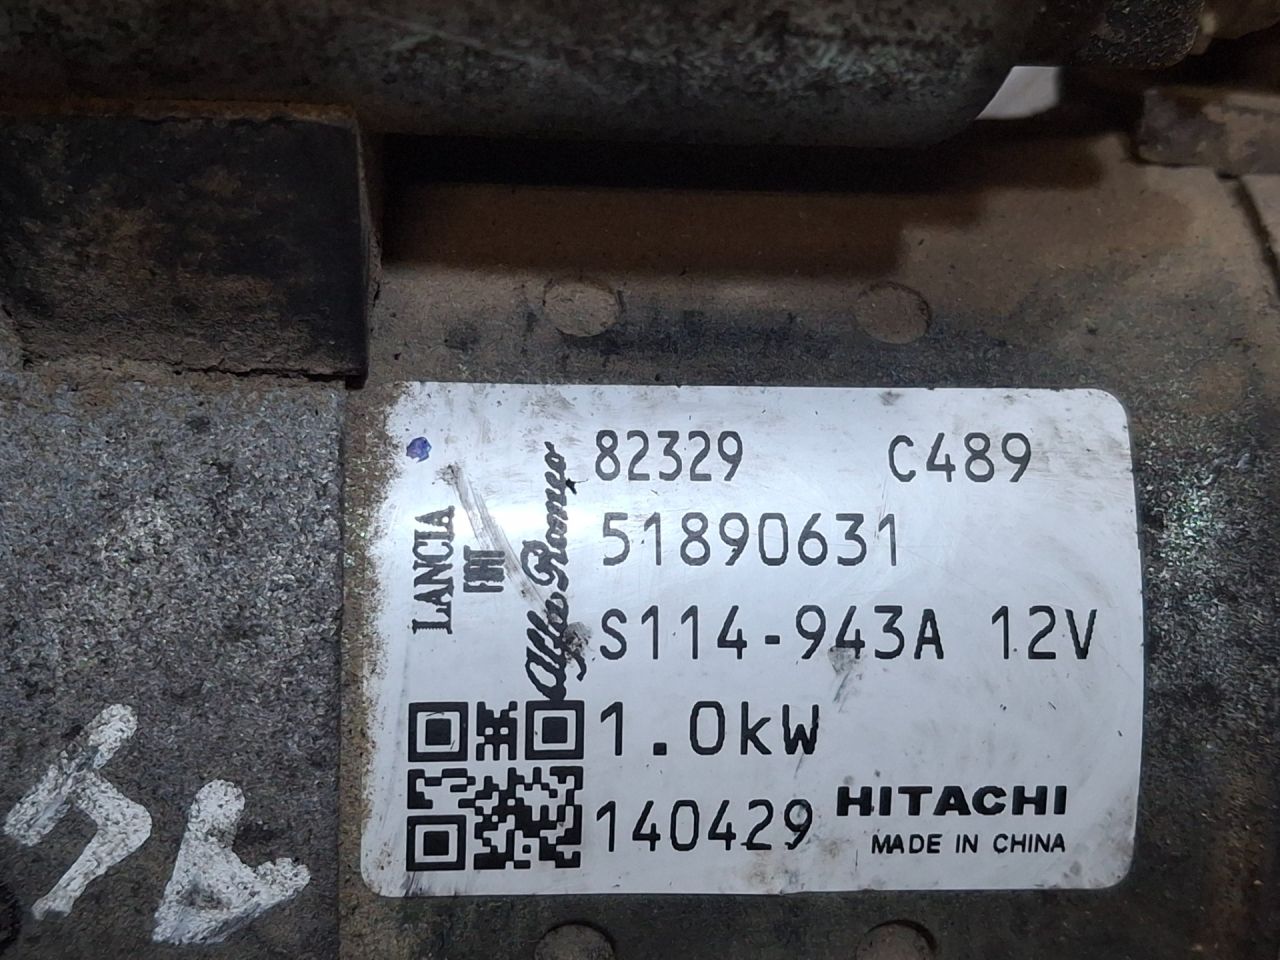 82329 C489
51890631
S114-943A 12V
1.0kW
140429
HITACHI
MADE IN CHINA
LANCIA
FIAT
Alfa Romeo